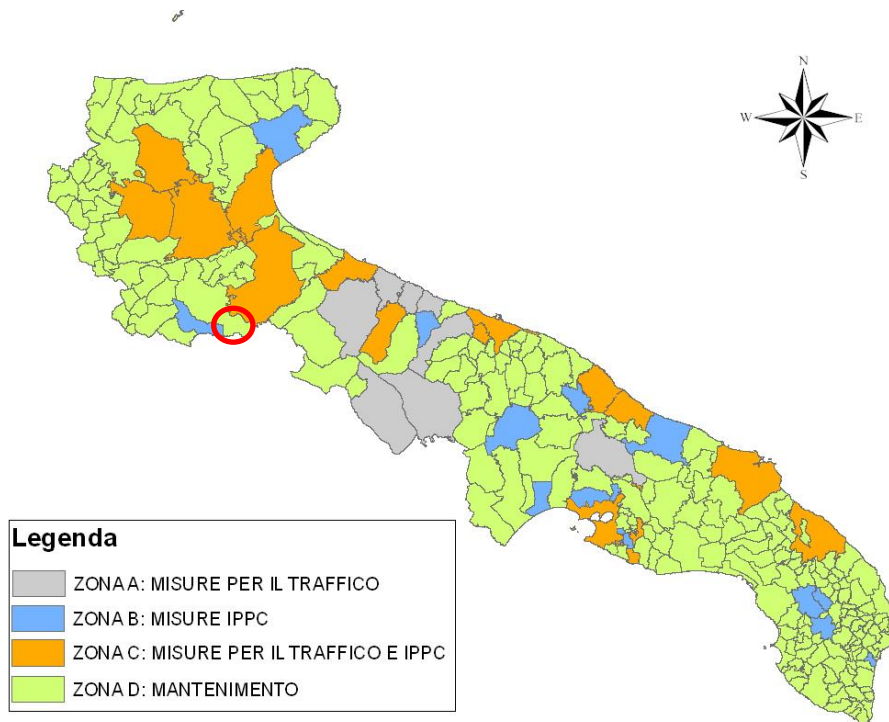 N
W
E
S
Legenda
ZONA A: MISURE PER IL TRAFFICO
ZONA B: MISURE IPPC
ZONA C: MISURE PER IL TRAFFICO E IPPC
ZONA D: MANTENIMENTO